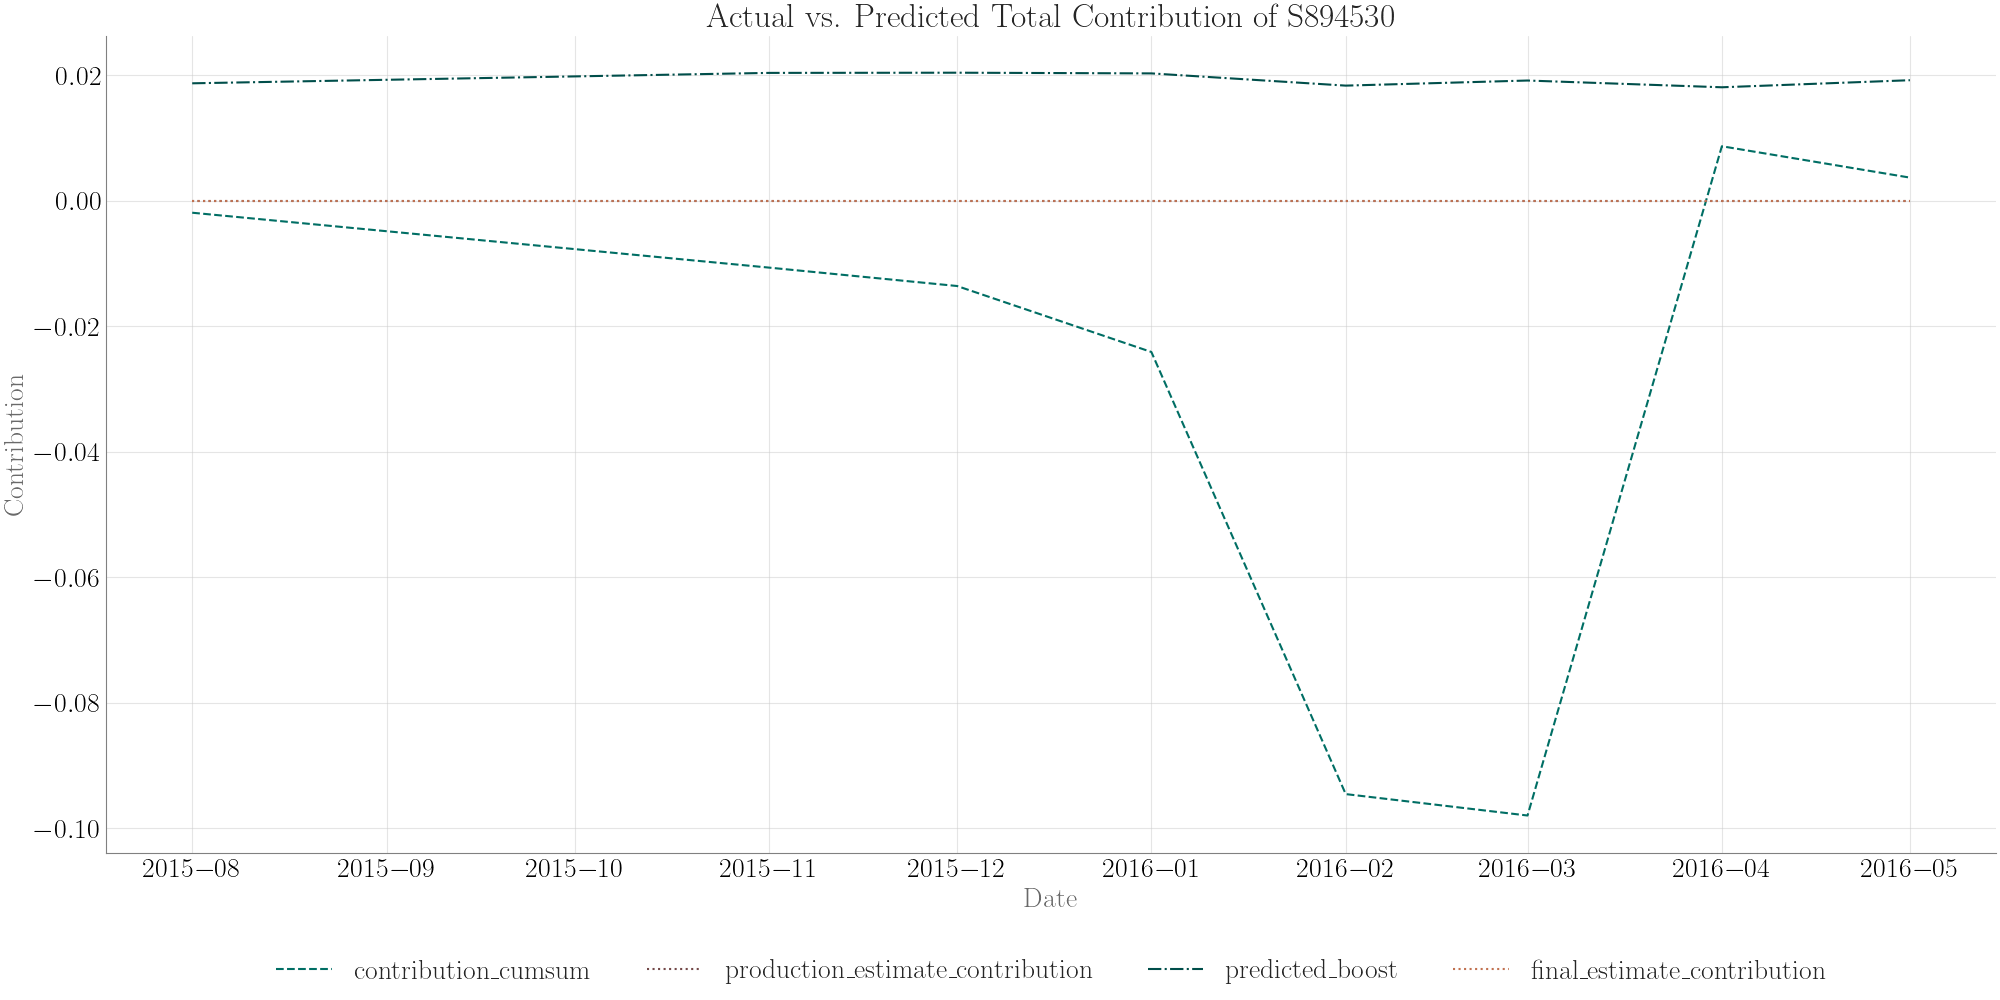 Actual vs. Predicted Total Contribution of S894530
0.02
0.00
−0.02
−0.04
−0.06
−0.08
−0.10
Contribution
2015−08 2015−09 2015−10 2015−11 2015−12 2016−01 2016−02 2016−03 2016−04 2016−05
Date
contribution_cumsum production_estimate_contribution predicted_boost final_estimate_contribution